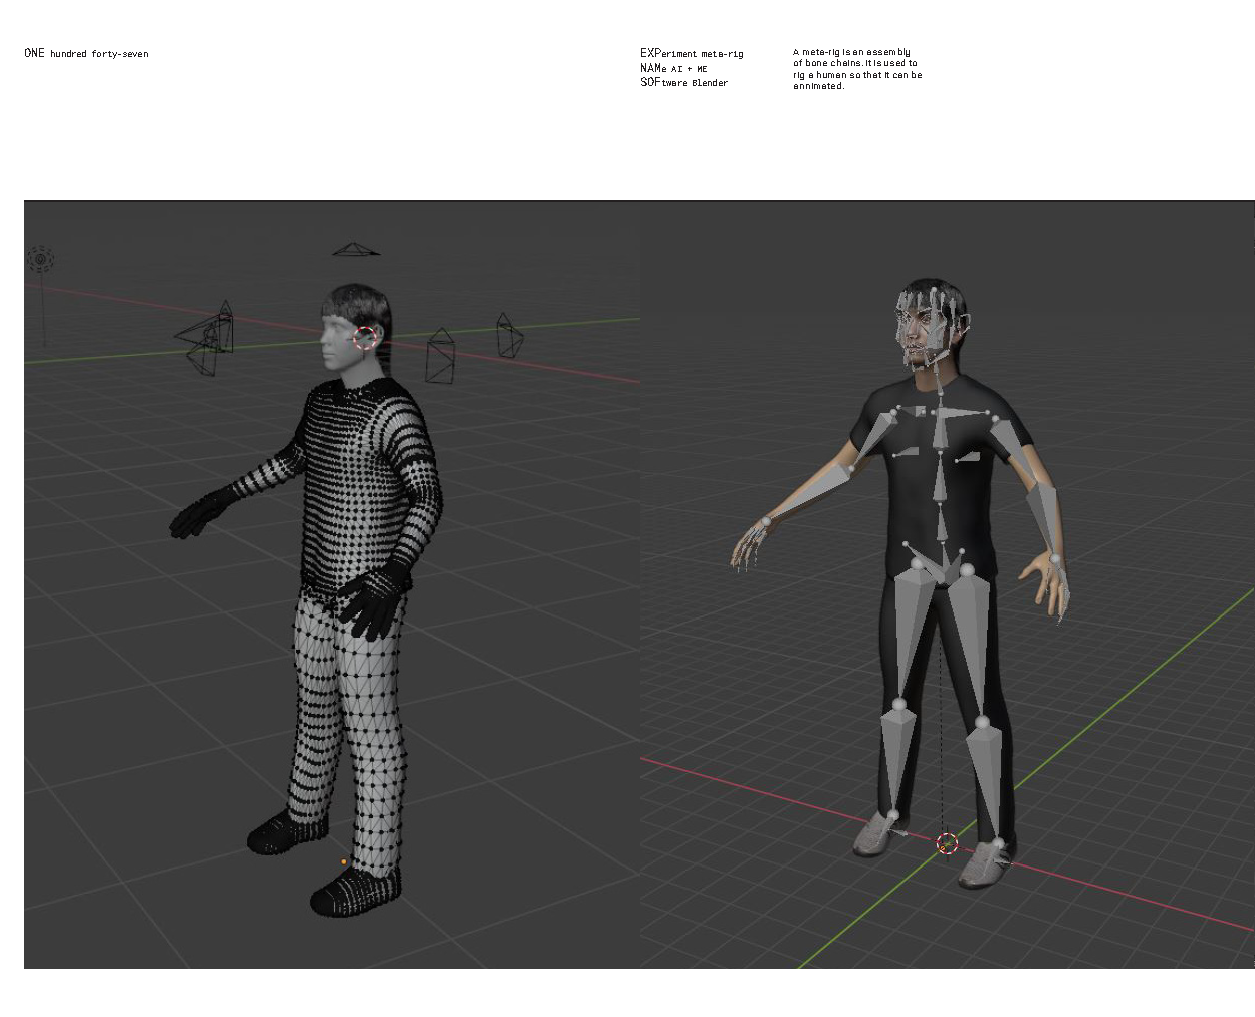 ONE hundred forty-seven
EXPeriment meta-rig
NAMe AI + ME
SOFtware Blender
A meta-rig is an assembly
of bone chains. It is used to
rig a human so that it can be
annimated.